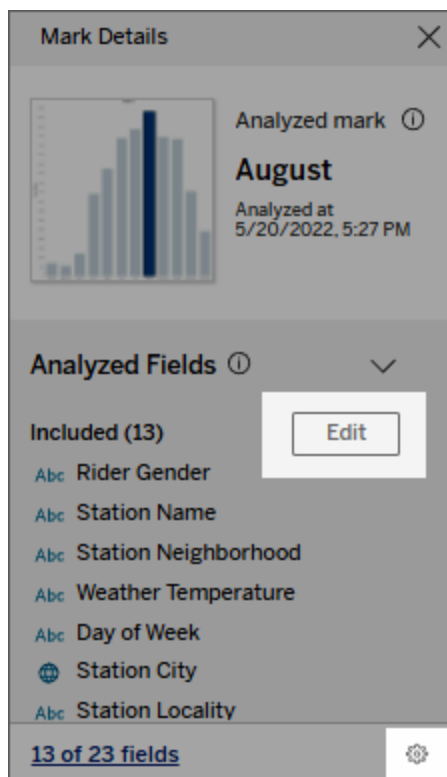 Mark Details
Analyzed mark
August
Analyzed at
5/20/2022, 5:27 PM
Analyzed Fields
Included (13)
Edit
Abc Rider Gender
Abc Station Name
Abc Station Neighborhood
Abc Weather Temperature
Abc Day of Week
Station City
Abc Station Locality
13 of 23 fields